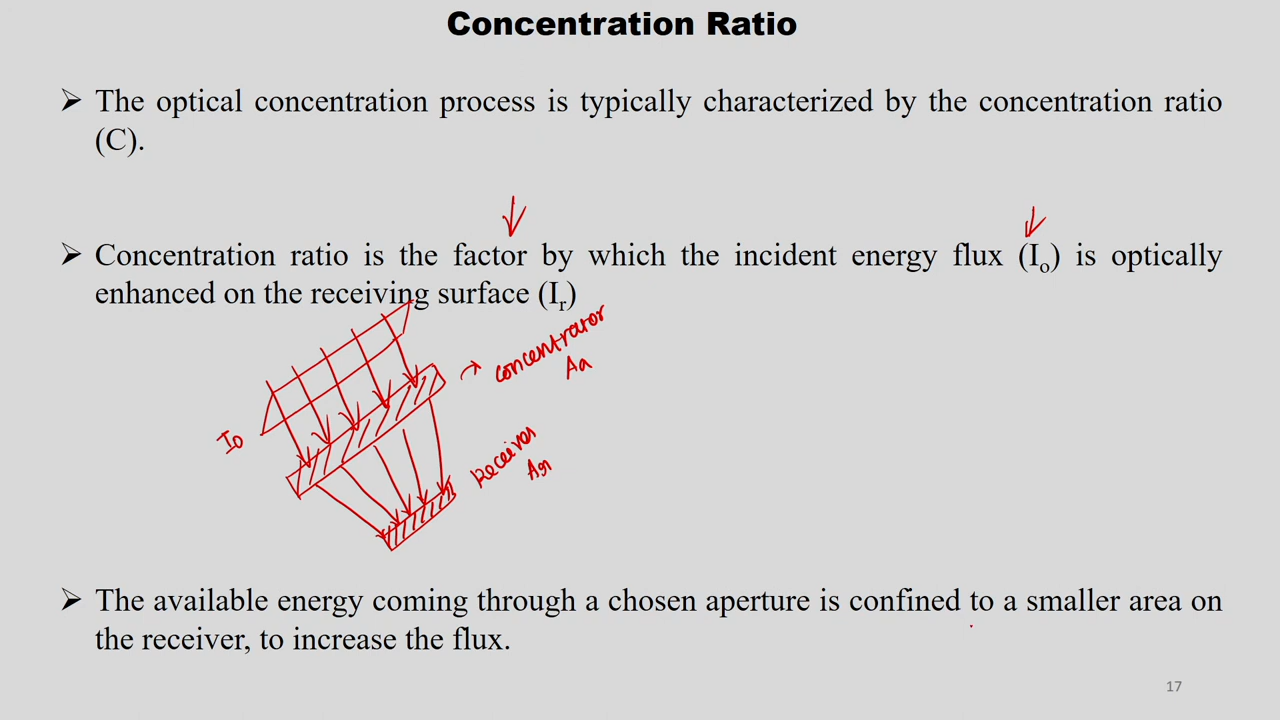 Concentration Ratio
➢ The optical concentration process is typically characterized by the concentration ratio
(C).
➢ Concentration ratio is the factor by which the incident energy flux (Io) is optically
enhanced on the receiving surface (Ir)
concentrator
Aa
Io
Receiver
Ar
➢ The available energy coming through a chosen aperture is confined to a smaller area on
the receiver, to increase the flux.
17